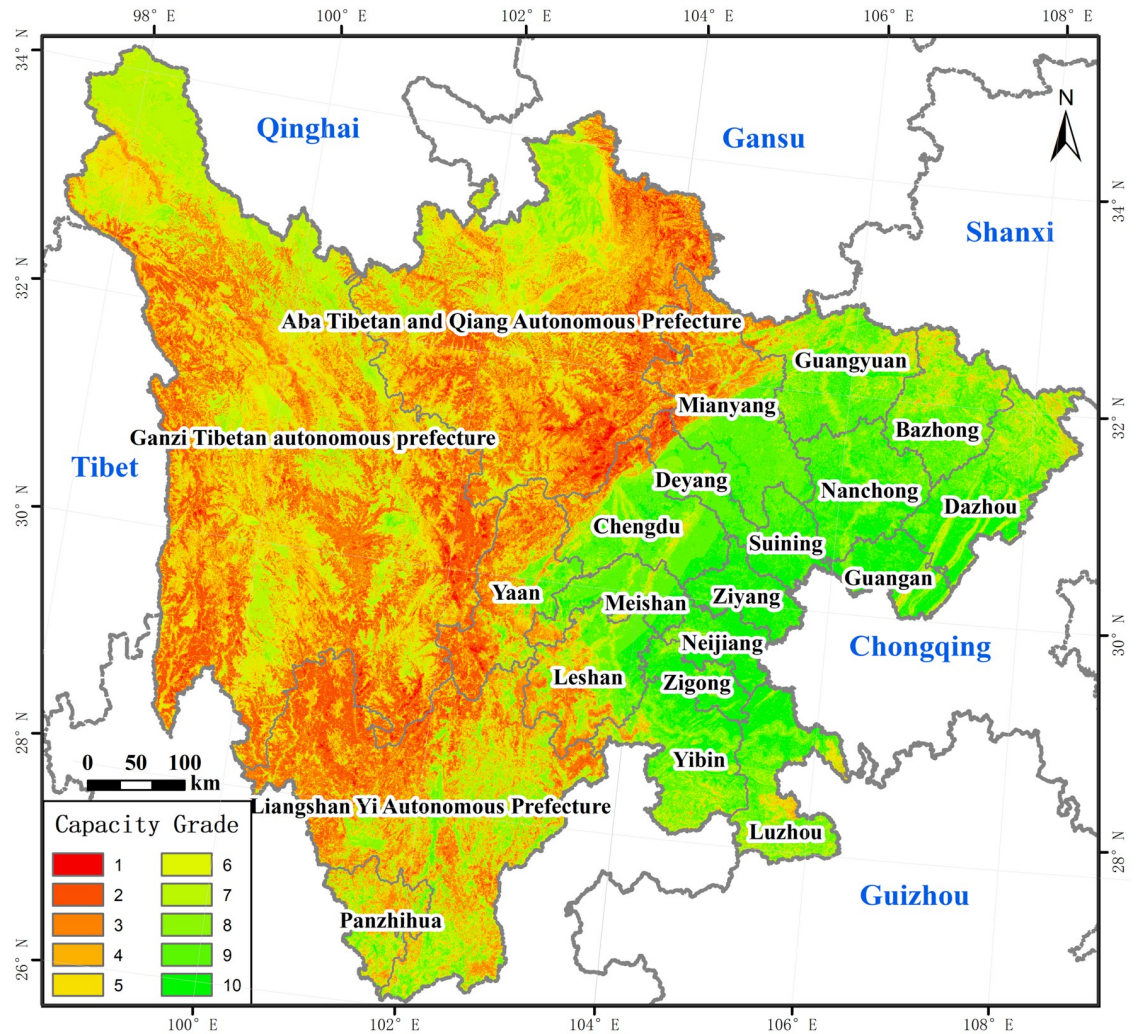 98° E 100° E 102° E 104° E 106° E 108° E
34° N
32° N
30° N
28° N
26° N
34° N
32° N
30° N
28° N
N
Qinghai
Gansu
Shanxi
Tibet
Chongqing
Guizhou
Aba Tibetan and Qiang Autonomous Prefecture
Guangyuan
Mianyang
Bazhong
Ganzi Tibetan autonomous prefecture
Deyang
Nanchong
Dazhou
Chengdu
Suining
Guangan
Yaan
Meishan
Ziyang
Neijiang
Leshan
Zigong
Yibin
Liangshan Yi Autonomous Prefecture
Luzhou
Panzhihua
0 50 100
km
Capacity Grade
1 6
2 7
3 8
4 9
5 10
100° E 102° E 104° E 106° E 108° E